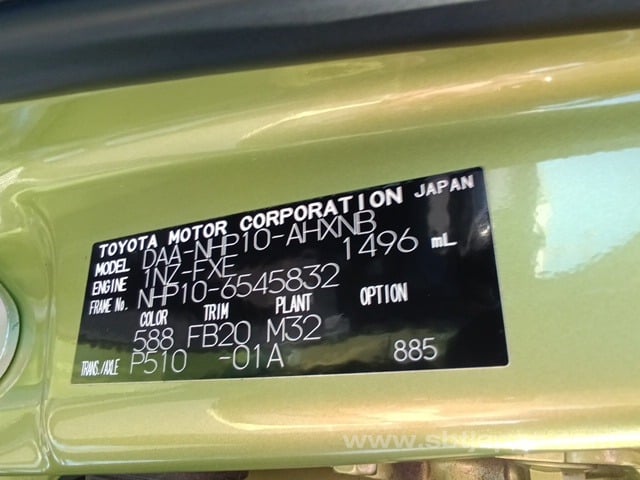 TOYOTA MOTOR CORPORATION JAPAN
MODEL DAA-NHP10-AHXNB
ENGINE 1NZ-FXE 1496 mL
FRAME No. NHP10-6545832
COLOR TRIM PLANT OPTION
588 FB20 M32
TRANS./AXLE P510 -01A 885